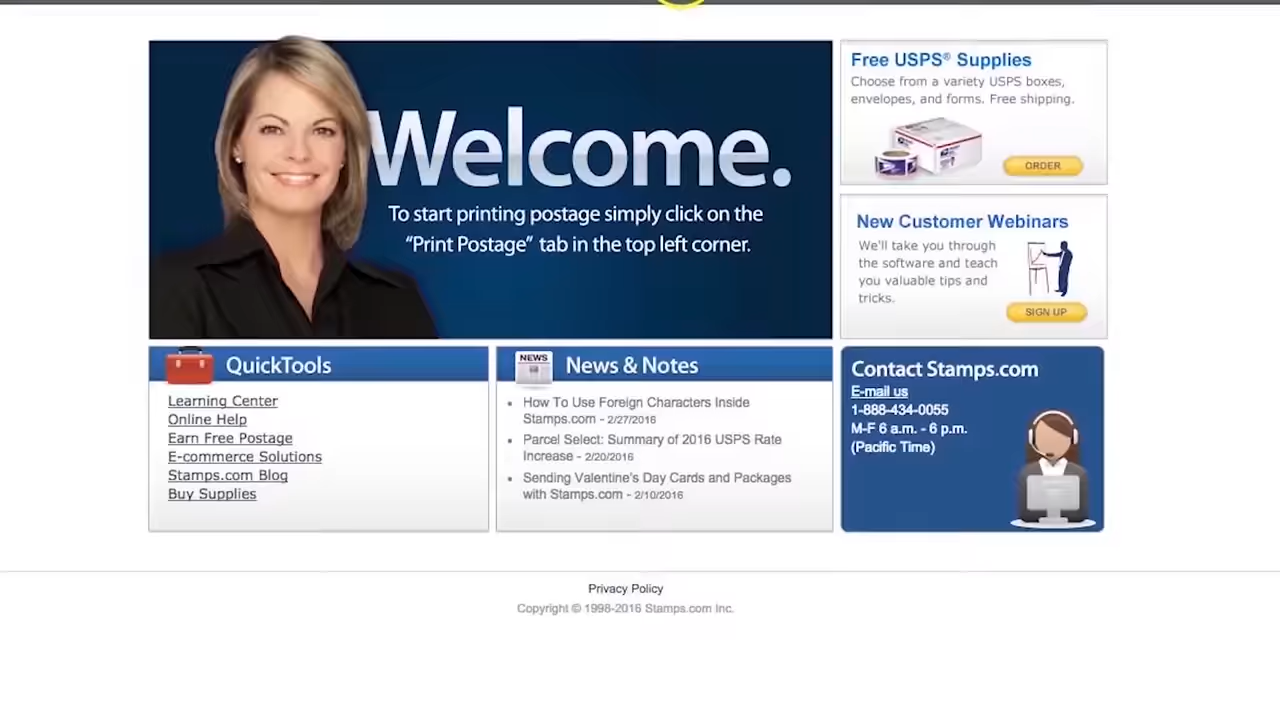 Welcome.
To start printing postage simply click on the
“Print Postage” tab in the top left corner.
Free USPS® Supplies
Choose from a variety USPS boxes,
envelopes, and forms. Free shipping.
ORDER
New Customer Webinars
We'll take you through
the software and teach
you valuable tips and
tricks.
SIGN UP
QuickTools
Learning Center
Online Help
Earn Free Postage
E-commerce Solutions
Stamps.com Blog
Buy Supplies
NEWS
News & Notes
• How To Use Foreign Characters Inside
Stamps.com - 2/27/2016
• Parcel Select: Summary of 2016 USPS Rate
Increase - 2/20/2016
• Sending Valentine's Day Cards and Packages
with Stamps.com - 2/10/2016
Contact Stamps.com
E-mail us
1-888-434-0055
M-F 6 a.m. - 6 p.m.
(Pacific Time)
Privacy Policy
Copyright © 1998-2016 Stamps.com Inc.